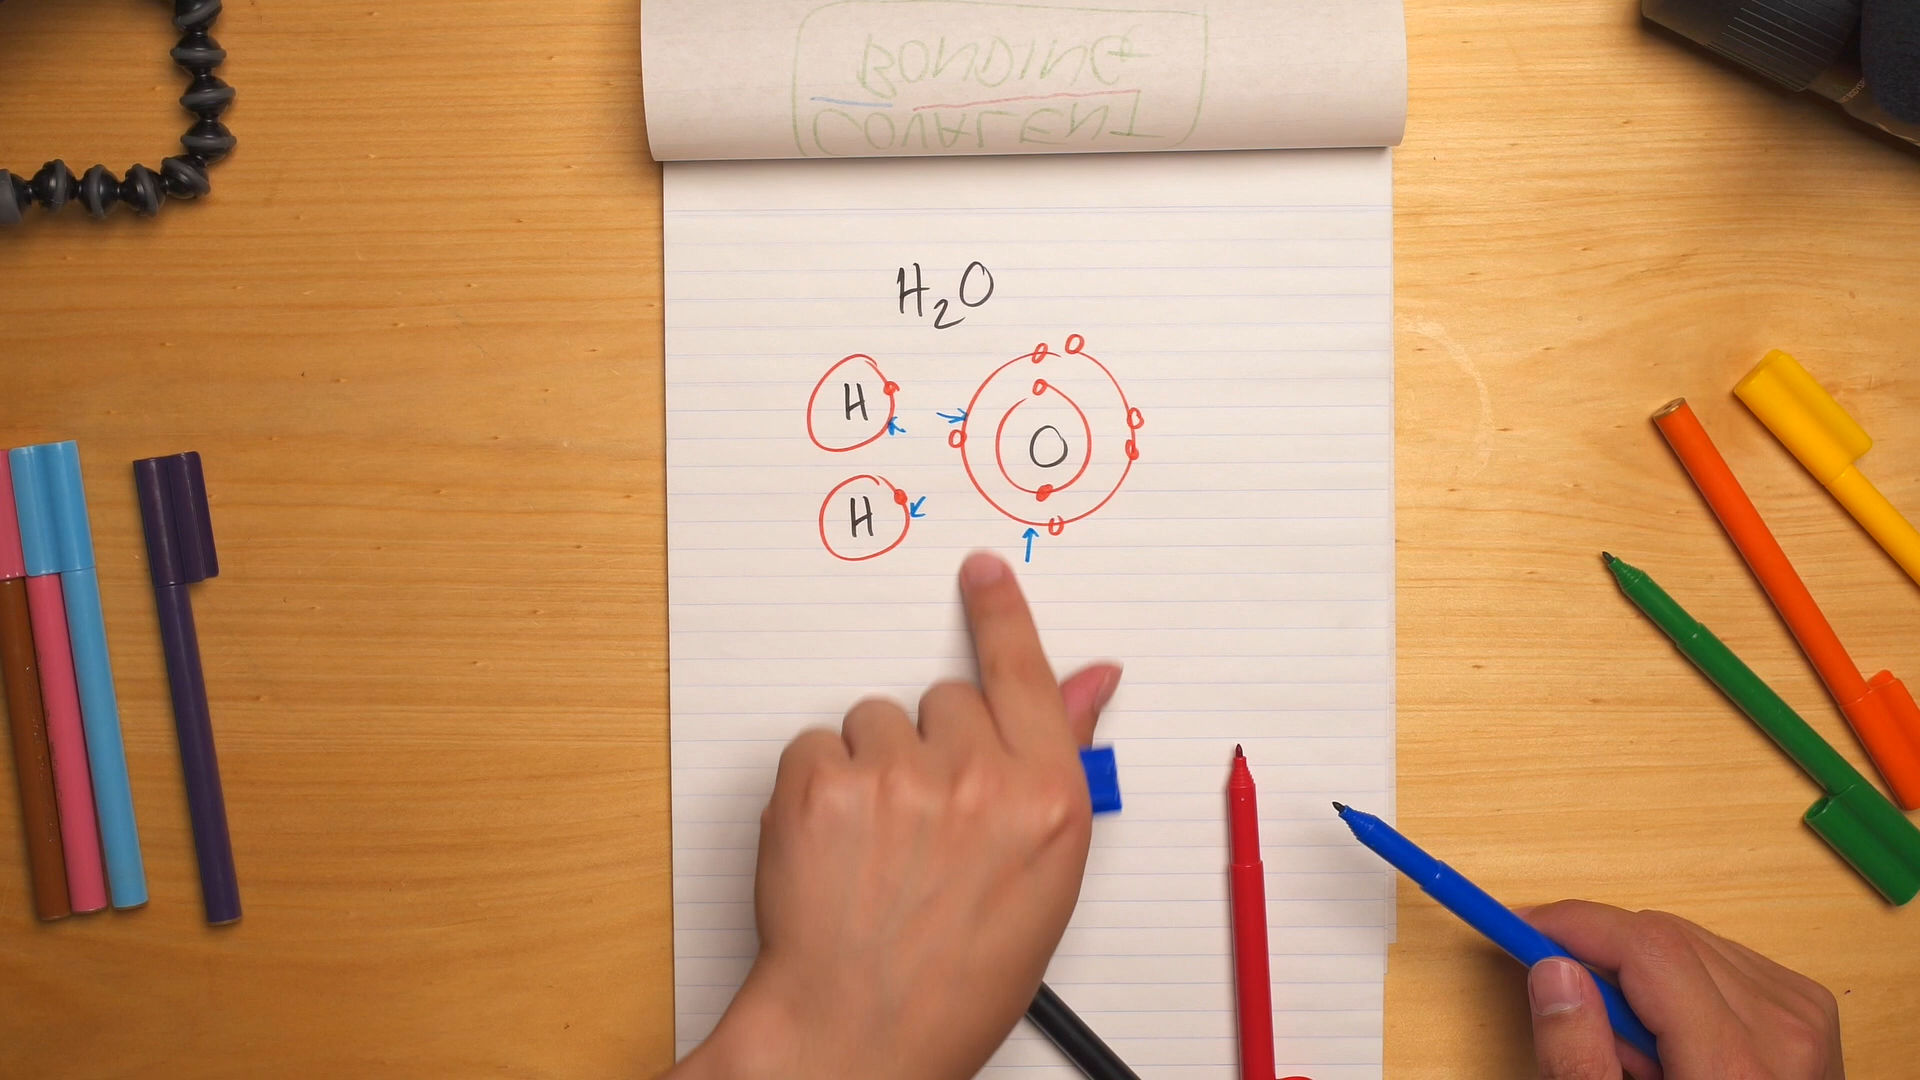 COVALENT
BONDING
H₂O
H
O
H